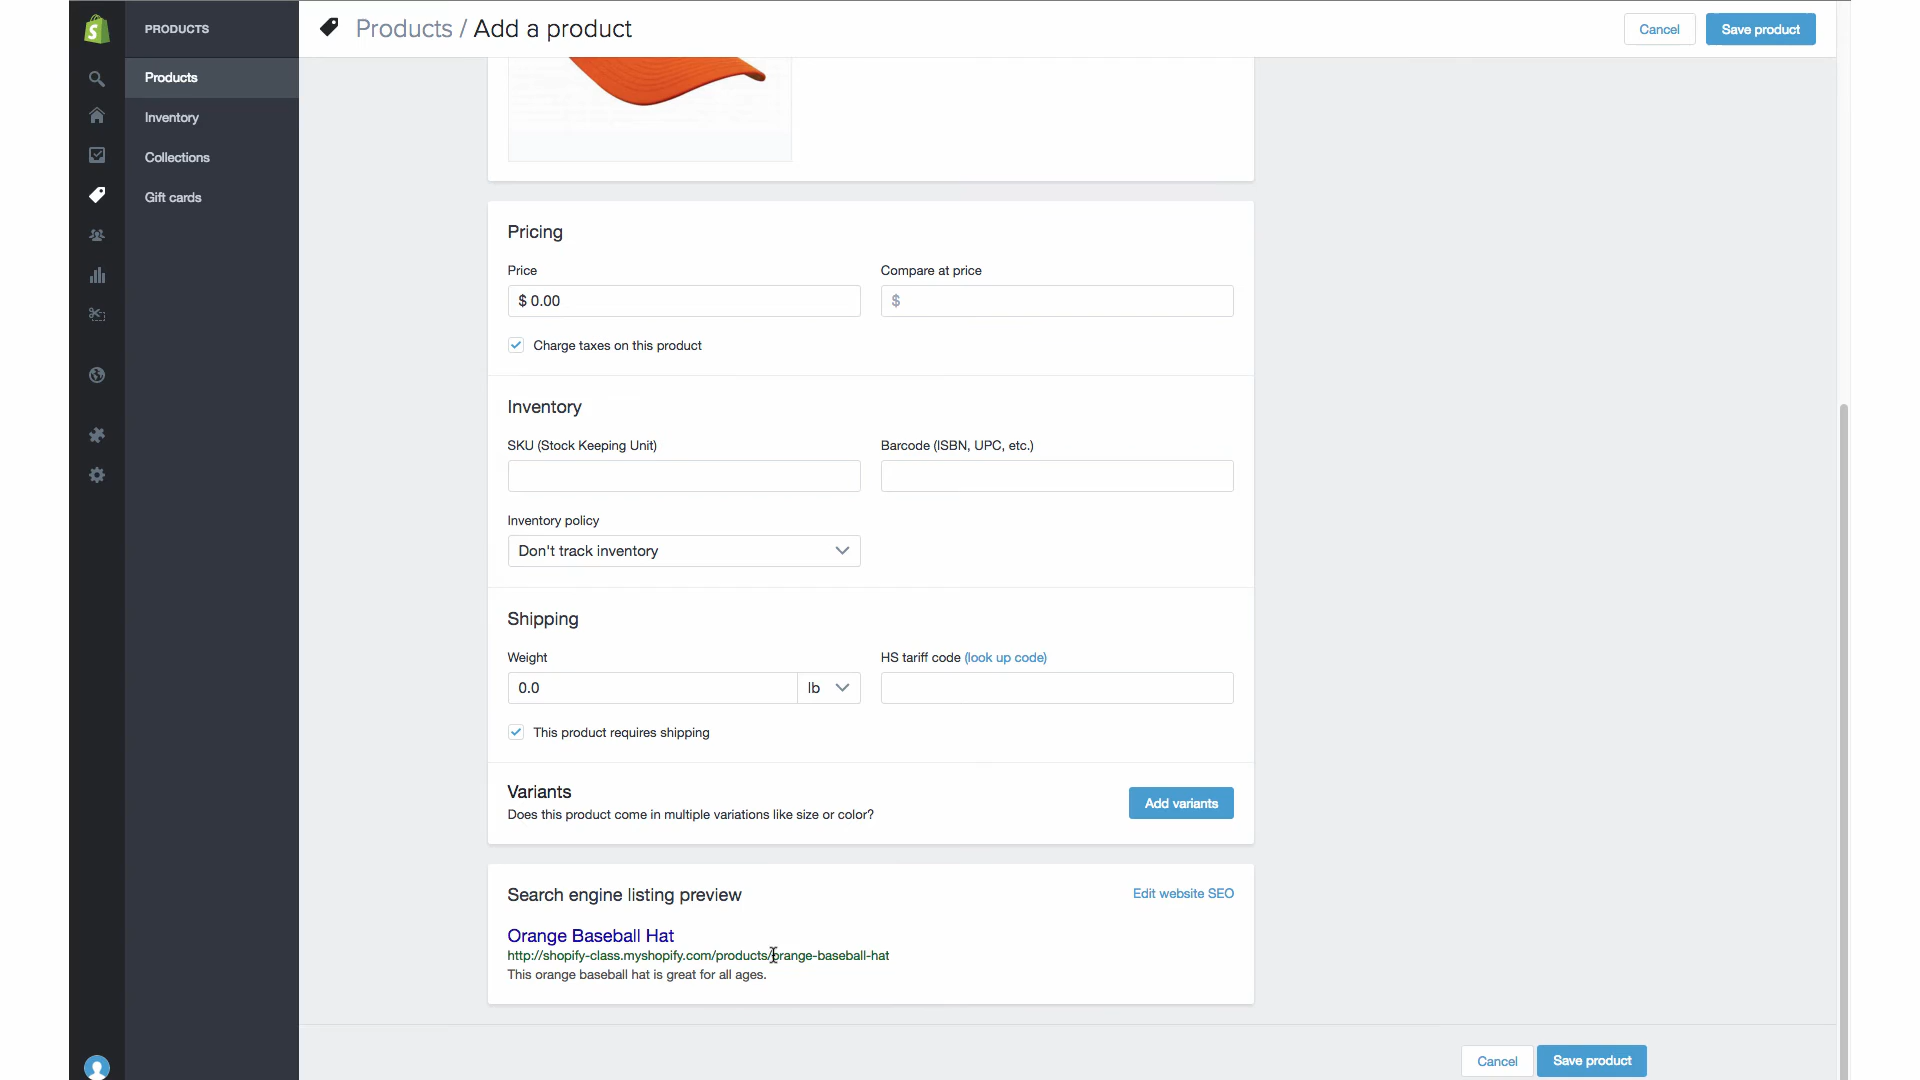 PRODUCTS
Products / Add a product
Cancel
Save product
Products
Inventory
Collections
Gift cards
Pricing
Price
Compare at price
$ 0.00
$
Charge taxes on this product
Inventory
SKU (Stock Keeping Unit)
Barcode (ISBN, UPC, etc.)
Inventory policy
Don't track inventory
Shipping
Weight
HS tariff code (look up code)
0.0
lb
This product requires shipping
Variants
Does this product come in multiple variations like size or color?
Add variants
Search engine listing preview
Edit website SEO
Orange Baseball Hat
http://shopify-class.myshopify.com/products/orange-baseball-hat
This orange baseball hat is great for all ages.
Cancel
Save product